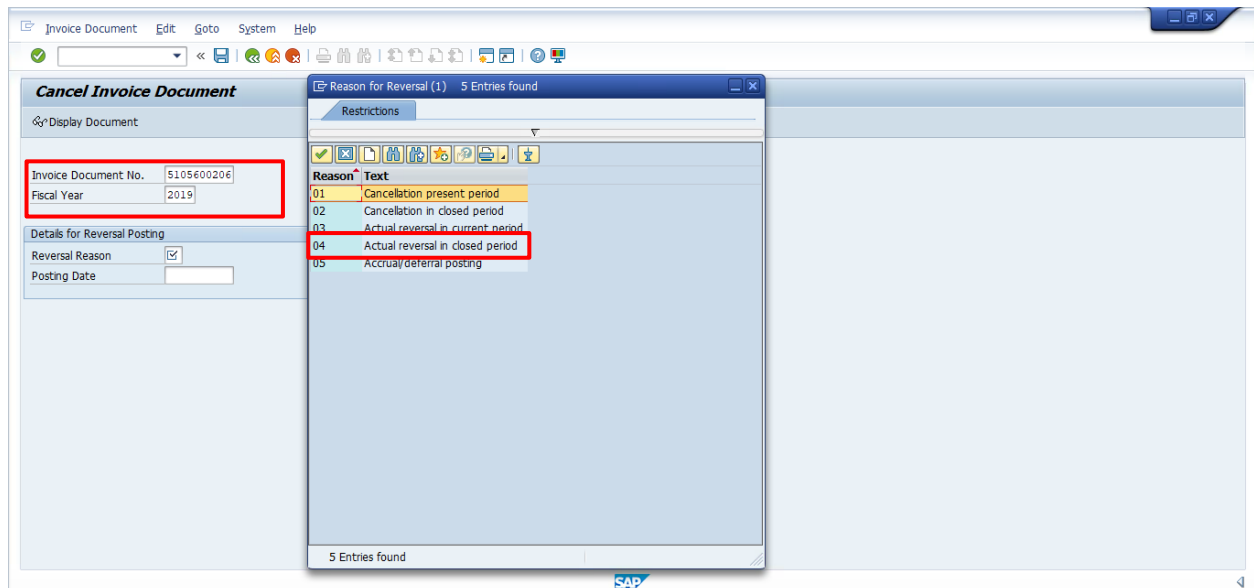 Invoice Document Edit Goto System Help
Cancel Invoice Document
Display Document
Invoice Document No. 5105600206
Fiscal Year 2019
Details for Reversal Posting
Reversal Reason
Posting Date
Reason for Reversal (1) 5 Entries found
Restrictions
Reason Text
01 Cancellation present period
02 Cancellation in closed period
03 Actual reversal in current period
04 Actual reversal in closed period
05 Accrual/deferral posting
5 Entries found
SAP